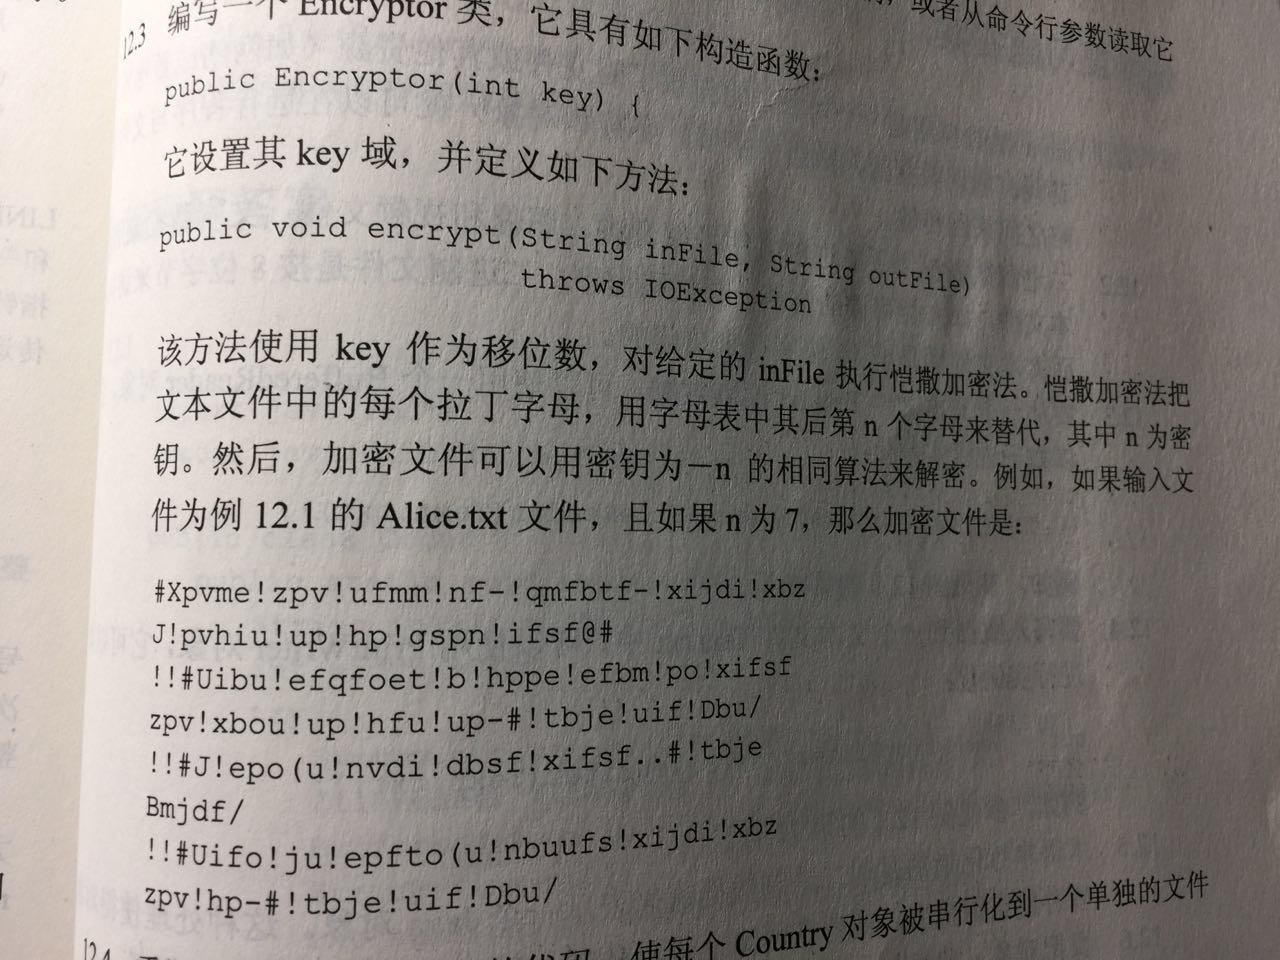 ，或者从命令行参数读取它
12.3 编写一个 Encryptor 类，它具有如下构造函数：
public Encryptor(int key) {
它设置其 key 域，并定义如下方法：
public void encrypt(String inFile, String outFile)
throws IOException
该方法使用 key 作为移位数，对给定的 inFile 执行恺撒加密法。恺撒加密法把
文本文件中的每个拉丁字母，用字母表中其后第 n 个字母来替代，其中 n 为密
钥。然后，加密文件可以用密钥为－n 的相同算法来解密。例如，如果输入文
件为例 12.1 的 Alice.txt 文件，且如果 n 为 7，那么加密文件是：
#Xpvme!zpv!ufmm!nf-!qmfbtf-!xijdi!xbz
J!pvhiu!up!hp!gspn!ifsf@#
!!#Uibu!efqfoet!b!hppe!efbm!po!xifsf
zpv!xbou!up!hfu!up-#!tbje!uif!Dbu/
!!#J!epo(u!nvdi!dbsf!xifsf..#!tbje
Bmjdf/
!!#Uifo!ju!epfto(u!nbuufs!xijdi!xbz
zpv!hp-#!tbje!uif!Dbu/
12.4 代码，使每个 Country 对象被串行化到一个单独的文件